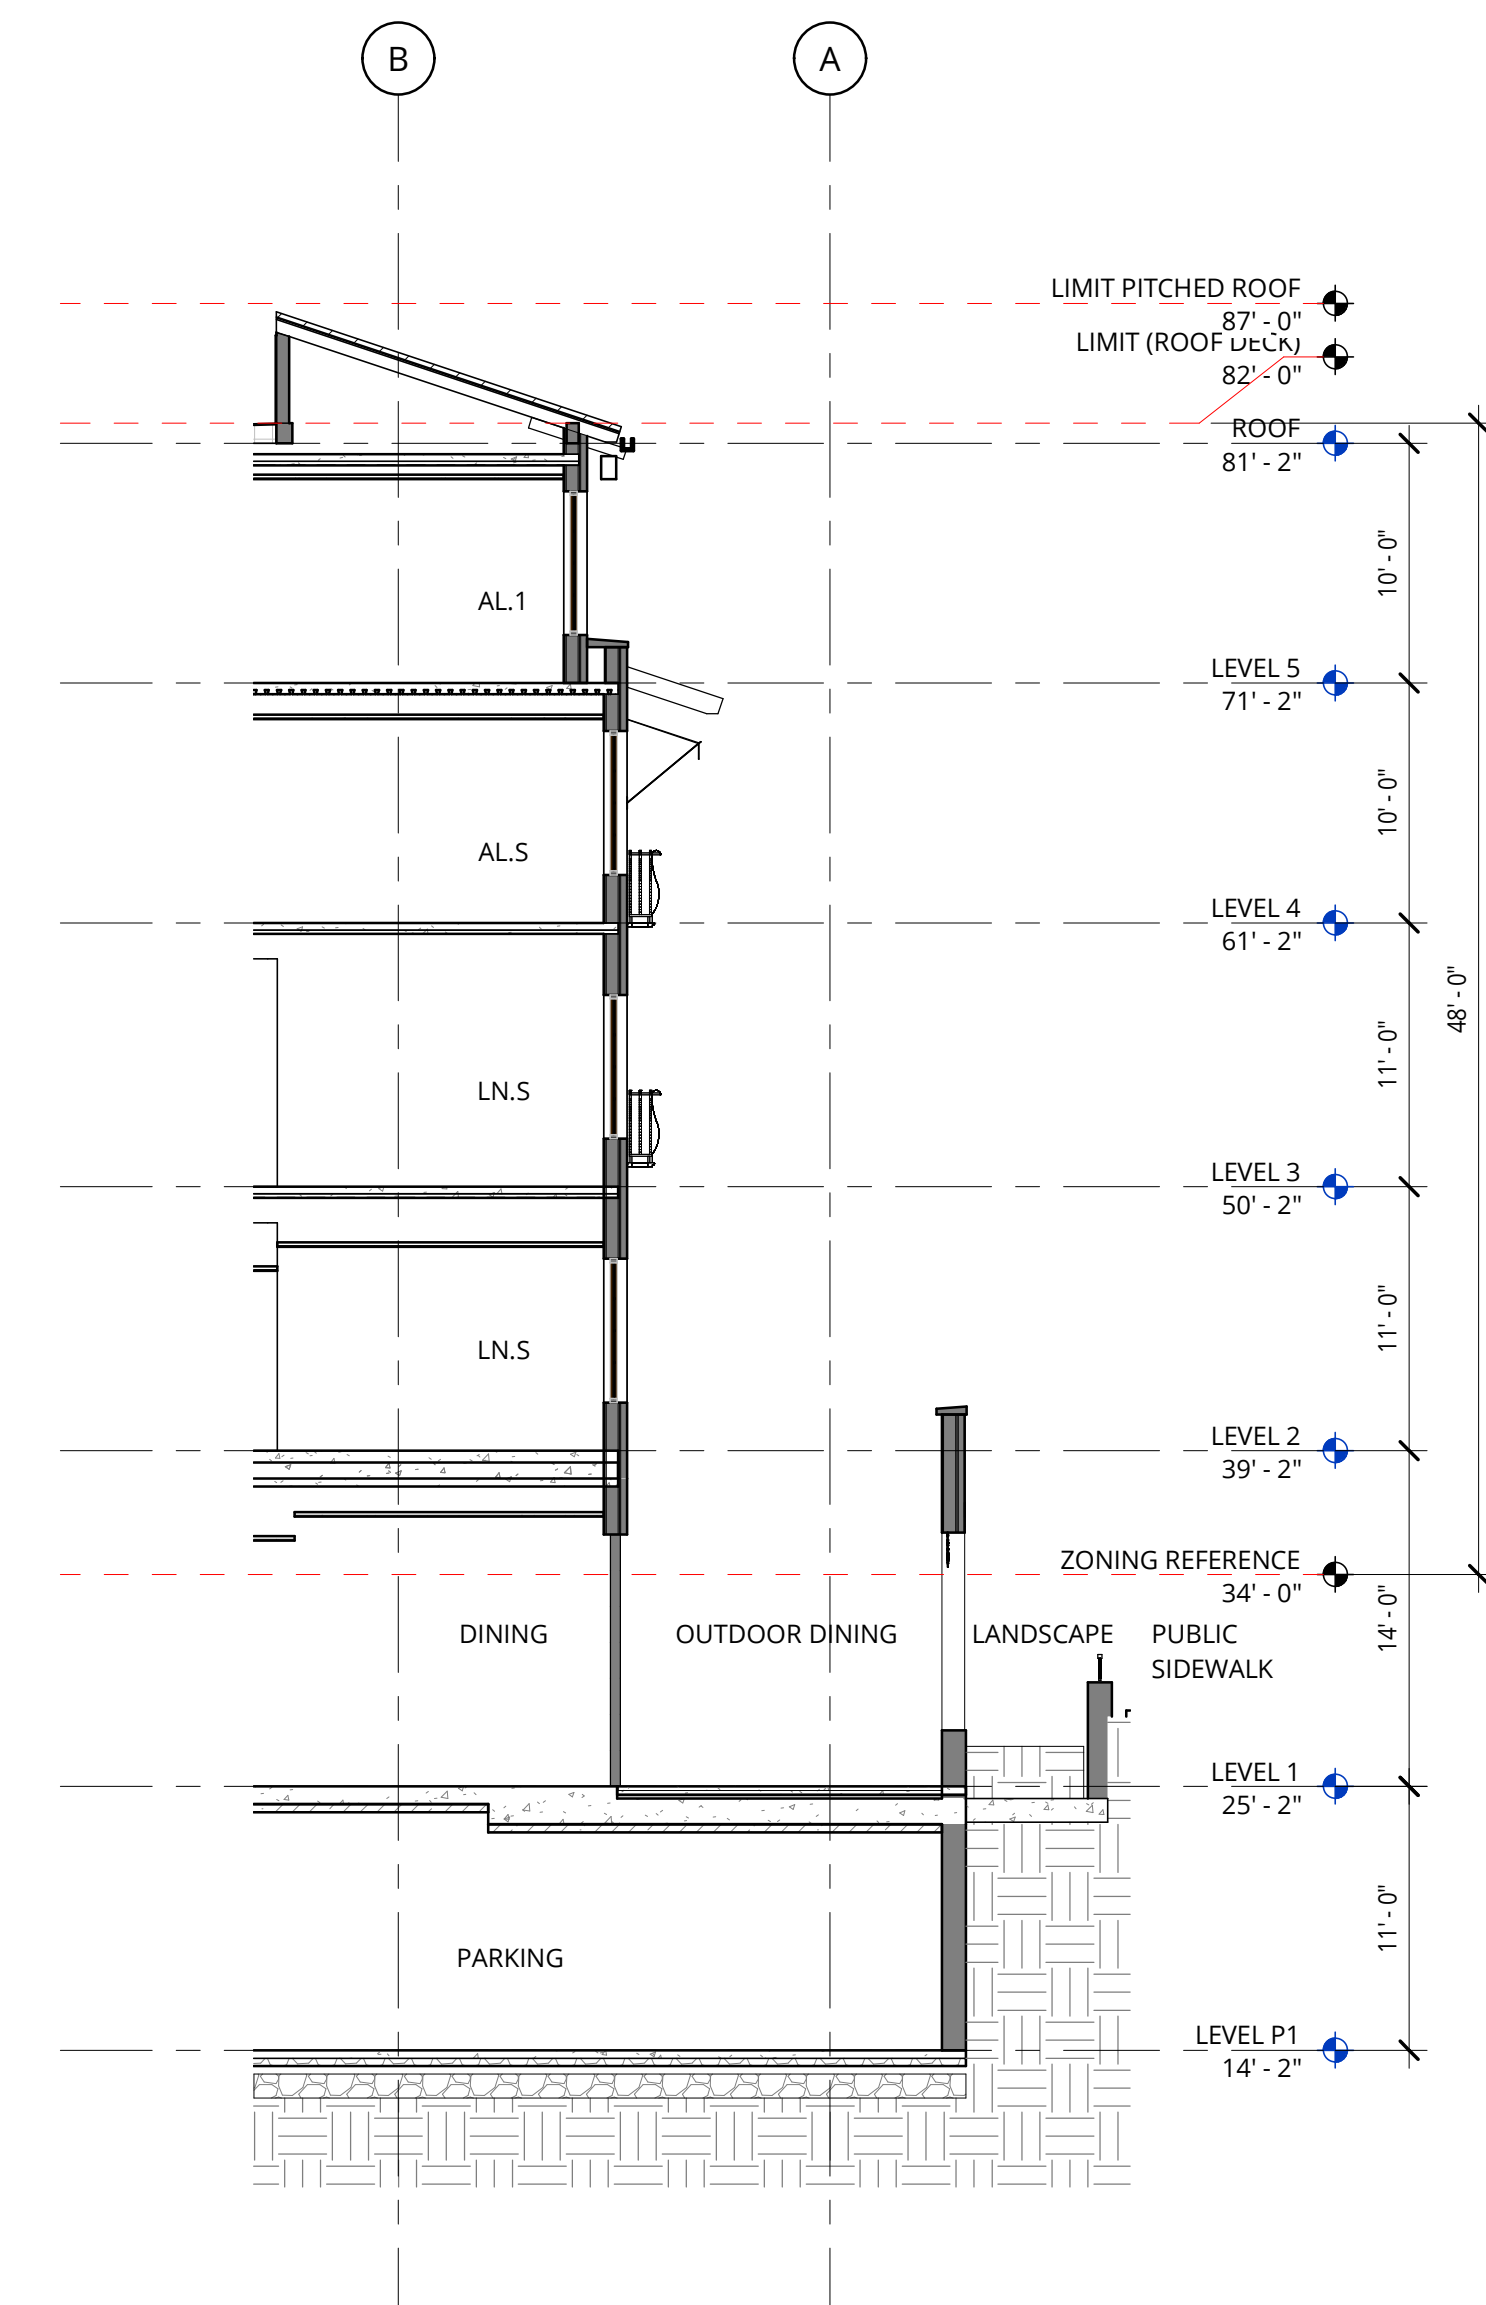 B
A
LIMIT PITCHED ROOF
87' - 0"
LIMIT (ROOF DECK)
82' - 0"
ROOF
81' - 2"
10' - 0"
AL.1
LEVEL 5
71' - 2"
10' - 0"
AL.S
LEVEL 4
61' - 2"
48' - 0"
11' - 0"
LN.S
LEVEL 3
50' - 2"
11' - 0"
LN.S
LEVEL 2
39' - 2"
ZONING REFERENCE
34' - 0"
14' - 0"
DINING
OUTDOOR DINING
LANDSCAPE
PUBLIC
SIDEWALK
LEVEL 1
25' - 2"
11' - 0"
PARKING
LEVEL P1
14' - 2"